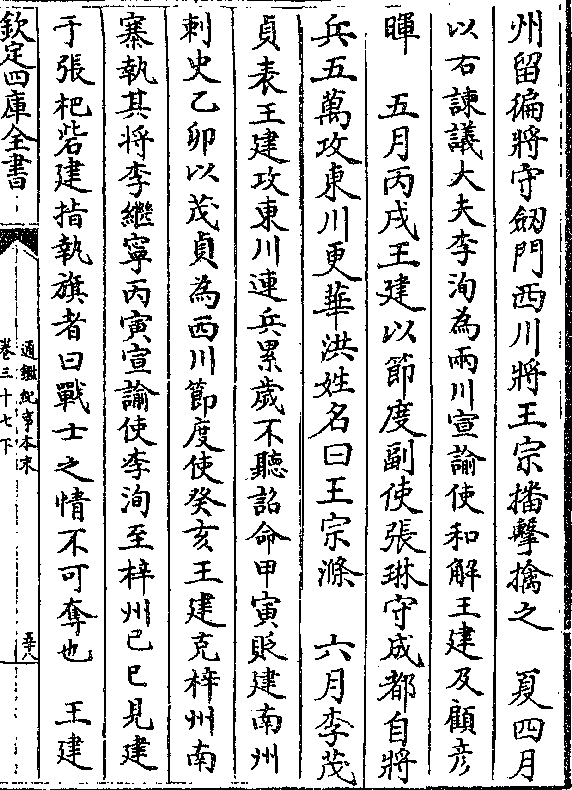 州留偏將守劒門西川將王宗播擊擒之　夏四月
以右諫議大夫李洵為兩川宣諭使和解王建及顧彦
暉　五月丙戌王建以節度副使張琳守成都自將
兵五萬攻東川更華洪姓名曰王宗滌　六月李茂
貞表王建攻東川連兵累歲不聽詔命甲寅貶建南州
刺史乙卯以茂貞為西川節度使癸亥王建克梓州南
寨執其將李繼寧丙寅宣諭使李洵至梓州己巳見建
于張杷砦建指執旗者曰戰士之情不可奪也　王建
欽定四庫全書
通鑑紀事本末
卷三十七下
五十八